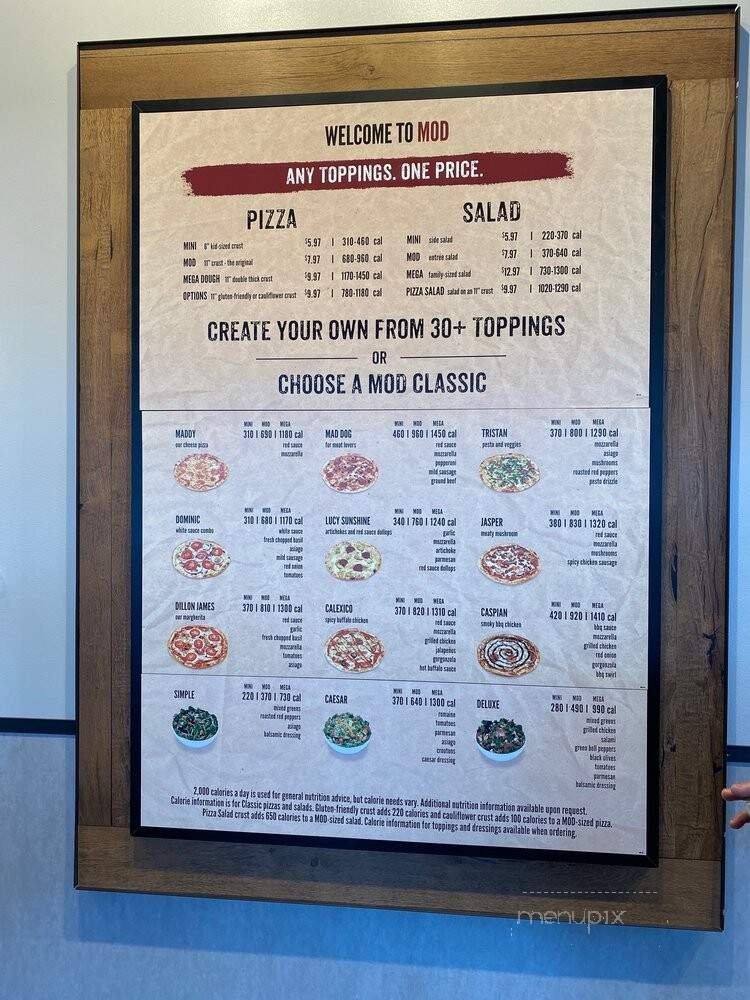 WELCOME TO MOD
ANY TOPPINGS. ONE PRICE.
PIZZA
MINI 6" kid-sized crust $5.97 | 310-460 cal
MOD 11" crust - the original $7.97 | 680-960 cal
MEGA DOUGH 11" double thick crust $9.97 | 1170-1450 cal
OPTIONS 11" gluten-friendly or cauliflower crust $9.97 | 780-1180 cal
SALAD
MINI side salad $5.97 | 220-370 cal
MOD entrée salad $7.97 | 370-640 cal
MEGA family-sized salad $12.97 | 730-1300 cal
PIZZA SALAD salad on an 11" crust $9.97 | 1020-1290 cal
CREATE YOUR OWN FROM 30+ TOPPINGS
OR
CHOOSE A MOD CLASSIC
MADDY
our cheese pizza
MINI MOD MEGA
310 | 690 | 1180 cal
red sauce
mozzarella
MAD DOG
for meat lovers
MINI MOD MEGA
460 | 960 | 1450 cal
red sauce
mozzarella
pepperoni
mild sausage
ground beef
TRISTAN
pesto and veggies
MINI MOD MEGA
370 | 800 | 1290 cal
mozzarella
asiago
mushrooms
roasted red peppers
pesto drizzle
DOMINIC
white sauce combo
MINI MOD MEGA
310 | 680 | 1170 cal
white sauce
fresh chopped basil
asiago
mild sausage
red onion
tomatoes
LUCY SUNSHINE
artichokes and red sauce dollops
MINI MOD MEGA
340 | 760 | 1240 cal
garlic
mozzarella
artichoke
parmesan
red sauce dollops
JASPER
meaty mushroom
MINI MOD MEGA
380 | 830 | 1320 cal
red sauce
mozzarella
mushrooms
spicy chicken sausage
DILLON JAMES
our margherita
MINI MOD MEGA
370 | 810 | 1300 cal
red sauce
garlic
fresh chopped basil
mozzarella
tomatoes
asiago
CALEXICO
spicy buffalo chicken
MINI MOD MEGA
370 | 820 | 1310 cal
red sauce
mozzarella
grilled chicken
jalapeños
gorgonzola
hot buffalo sauce
CASPIAN
smoky bbq chicken
MINI MOD MEGA
420 | 920 | 1410 cal
bbq sauce
mozzarella
grilled chicken
red onion
gorgonzola
bbq swirl
SIMPLE
MINI MOD MEGA
220 | 370 | 730 cal
mixed greens
roasted red peppers
asiago
balsamic dressing
CAESAR
MINI MOD MEGA
370 | 640 | 1300 cal
romaine
tomatoes
parmesan
asiago
croutons
caesar dressing
DELUXE
MINI MOD MEGA
280 | 490 | 990 cal
mixed greens
grilled chicken
salami
green bell peppers
black olives
tomatoes
parmesan
balsamic dressing
2,000 calories a day is used for general nutrition advice, but calorie needs vary. Additional nutrition information available upon request.
Calorie information is for Classic pizzas and salads. Gluten-friendly crust adds 220 calories and cauliflower crust adds 100 calories to a MOD-sized pizza.
Pizza Salad crust adds 650 calories to a MOD-sized salad. Calorie information for toppings and dressings available when ordering.
menupix